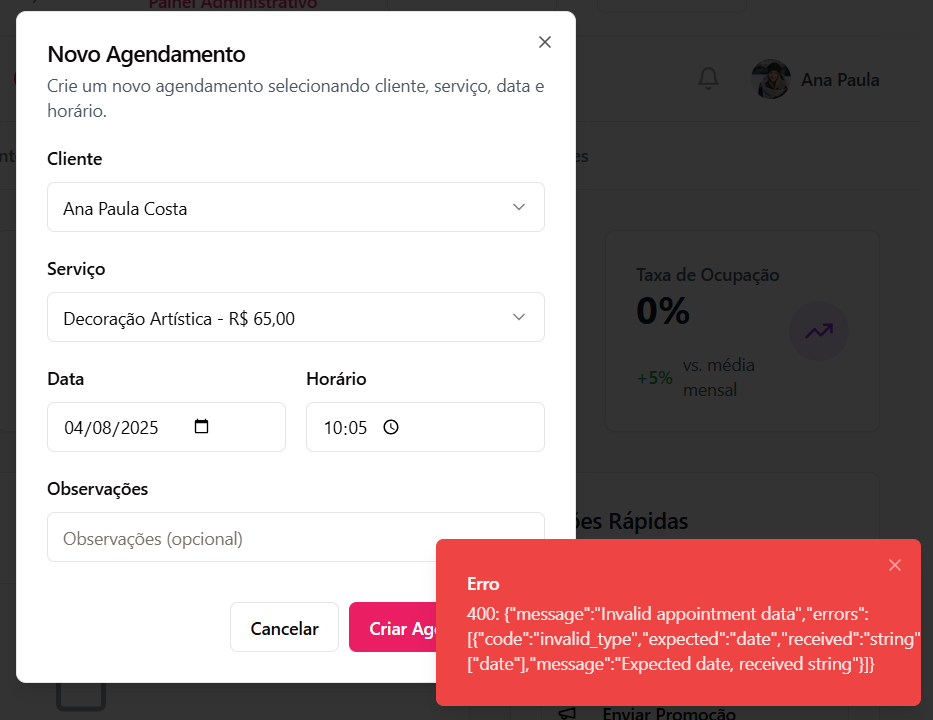 Painel Administrativo
Novo Agendamento
Crie um novo agendamento selecionando cliente, serviço, data e
horário.
Ana Paula
Cliente
Ana Paula Costa
Serviço
Decoração Artística - R$ 65,00
Taxa de Ocupação
0%
+5%
vs. média
mensal
Data
Horário
04/08/2025
10:05
Observações
Observações (opcional)
ões Rápidas
Cancelar
Criar Age
Erro
400: {"message":"Invalid appointment data","errors":
[{"code":"invalid_type","expected":"date","received":"string"
["date"],"message":"Expected date, received string"}]}
Enviar Promoção